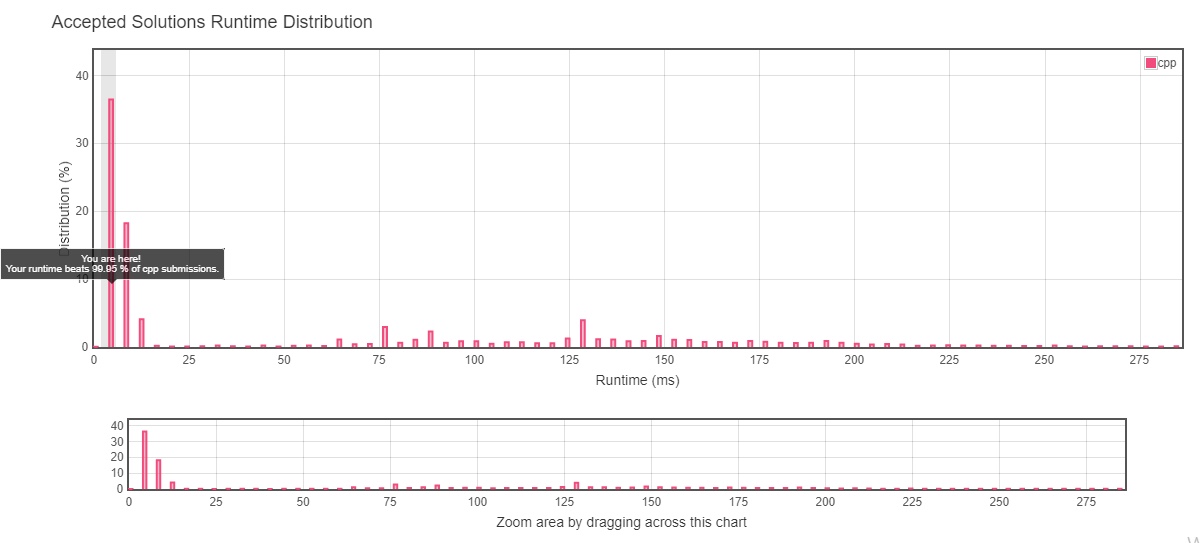 Accepted Solutions Runtime Distribution
cpp
40
30
20
10
0
Distribution (%)
You are here!
Your runtime beats 99.95 % of cpp submissions.
0 25 50 75 100 125 150 175 200 225 250 275
Runtime (ms)
40
30
20
10
0
0 25 50 75 100 125 150 175 200 225 250 275
Zoom area by dragging across this chart